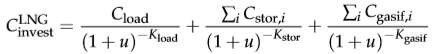 C_invest^LNG = C_load / (1 + u)^{-K_load} + ∑_i C_stor,i / (1 + u)^{-K_stor} + ∑_i C_gasif,i / (1 + u)^{-K_gasif}